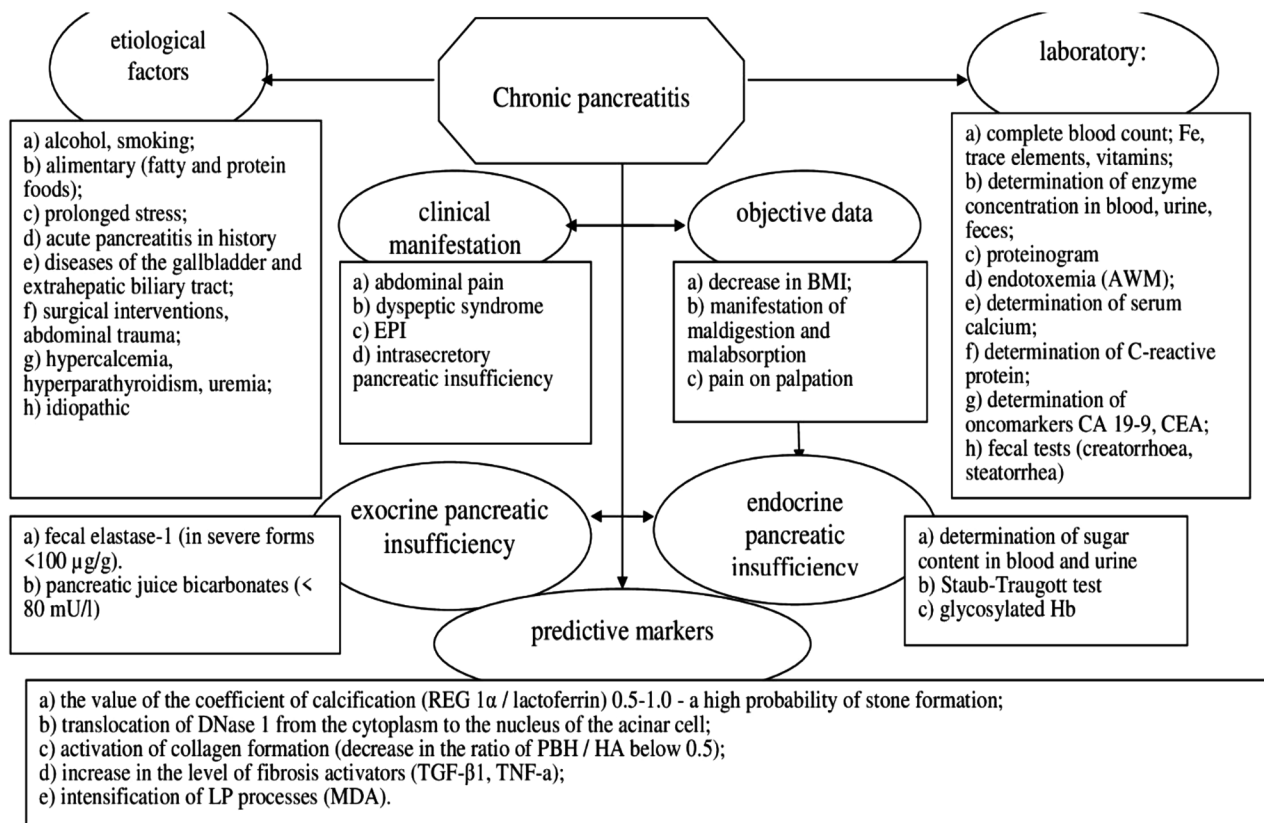 Chronic pancreatitis
etiological
factors
a) alcohol, smoking;
b) alimentary (fatty and protein
foods);
c) prolonged stress;
d) acute pancreatitis in history
e) diseases of the gallbladder and
extrahepatic biliary tract;
f) surgical interventions,
abdominal trauma;
g) hypercalcemia,
hyperparathyroidism, uremia;
h) idiopathic
laboratory:
a) complete blood count; Fe,
trace elements, vitamins;
b) determination of enzyme
concentration in blood, urine,
feces;
c) proteinogram
d) endotoxemia (AWM);
e) determination of serum
calcium;
f) determination of C-reactive
protein;
g) determination of
oncomarkers CA 19-9, CEA;
h) fecal tests (creatorrhoea,
steatorrhea)
clinical
manifestation
a) abdominal pain
b) dyspeptic syndrome
c) EPI
d) intrasecretory
pancreatic insufficiency
objective data
a) decrease in BMI;
b) manifestation of
maldigestion and
malabsorption
c) pain on palpation
exocrine pancreatic
insufficiency
a) fecal elastase-1 (in severe forms
<100 µg/g).
b) pancreatic juice bicarbonates (<
80 mU/l)
endocrine
pancreatic
insufficiency
a) determination of sugar
content in blood and urine
b) Staub-Traugott test
c) glycosylated Hb
predictive markers
a) the value of the coefficient of calcification (REG 1α / lactoferrin) 0.5-1.0 - a high probability of stone formation;
b) translocation of DNase 1 from the cytoplasm to the nucleus of the acinar cell;
c) activation of collagen formation (decrease in the ratio of PBH / HA below 0.5);
d) increase in the level of fibrosis activators (TGF-β1, TNF-a);
e) intensification of LP processes (MDA).